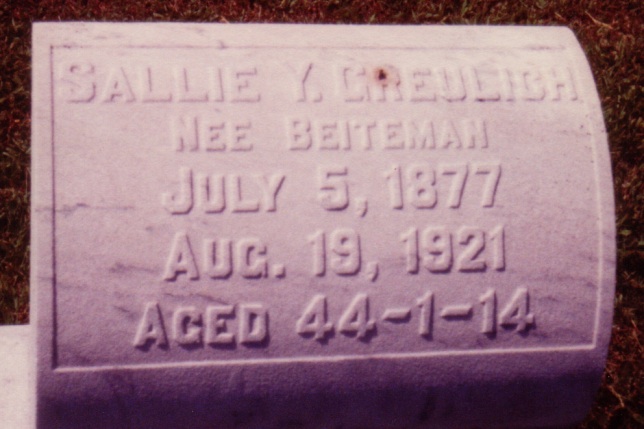 SALLIE Y. GREULICH
NEE BEITEMAN
JULY 5, 1877
AUG. 19, 1921
AGED 44-1-14